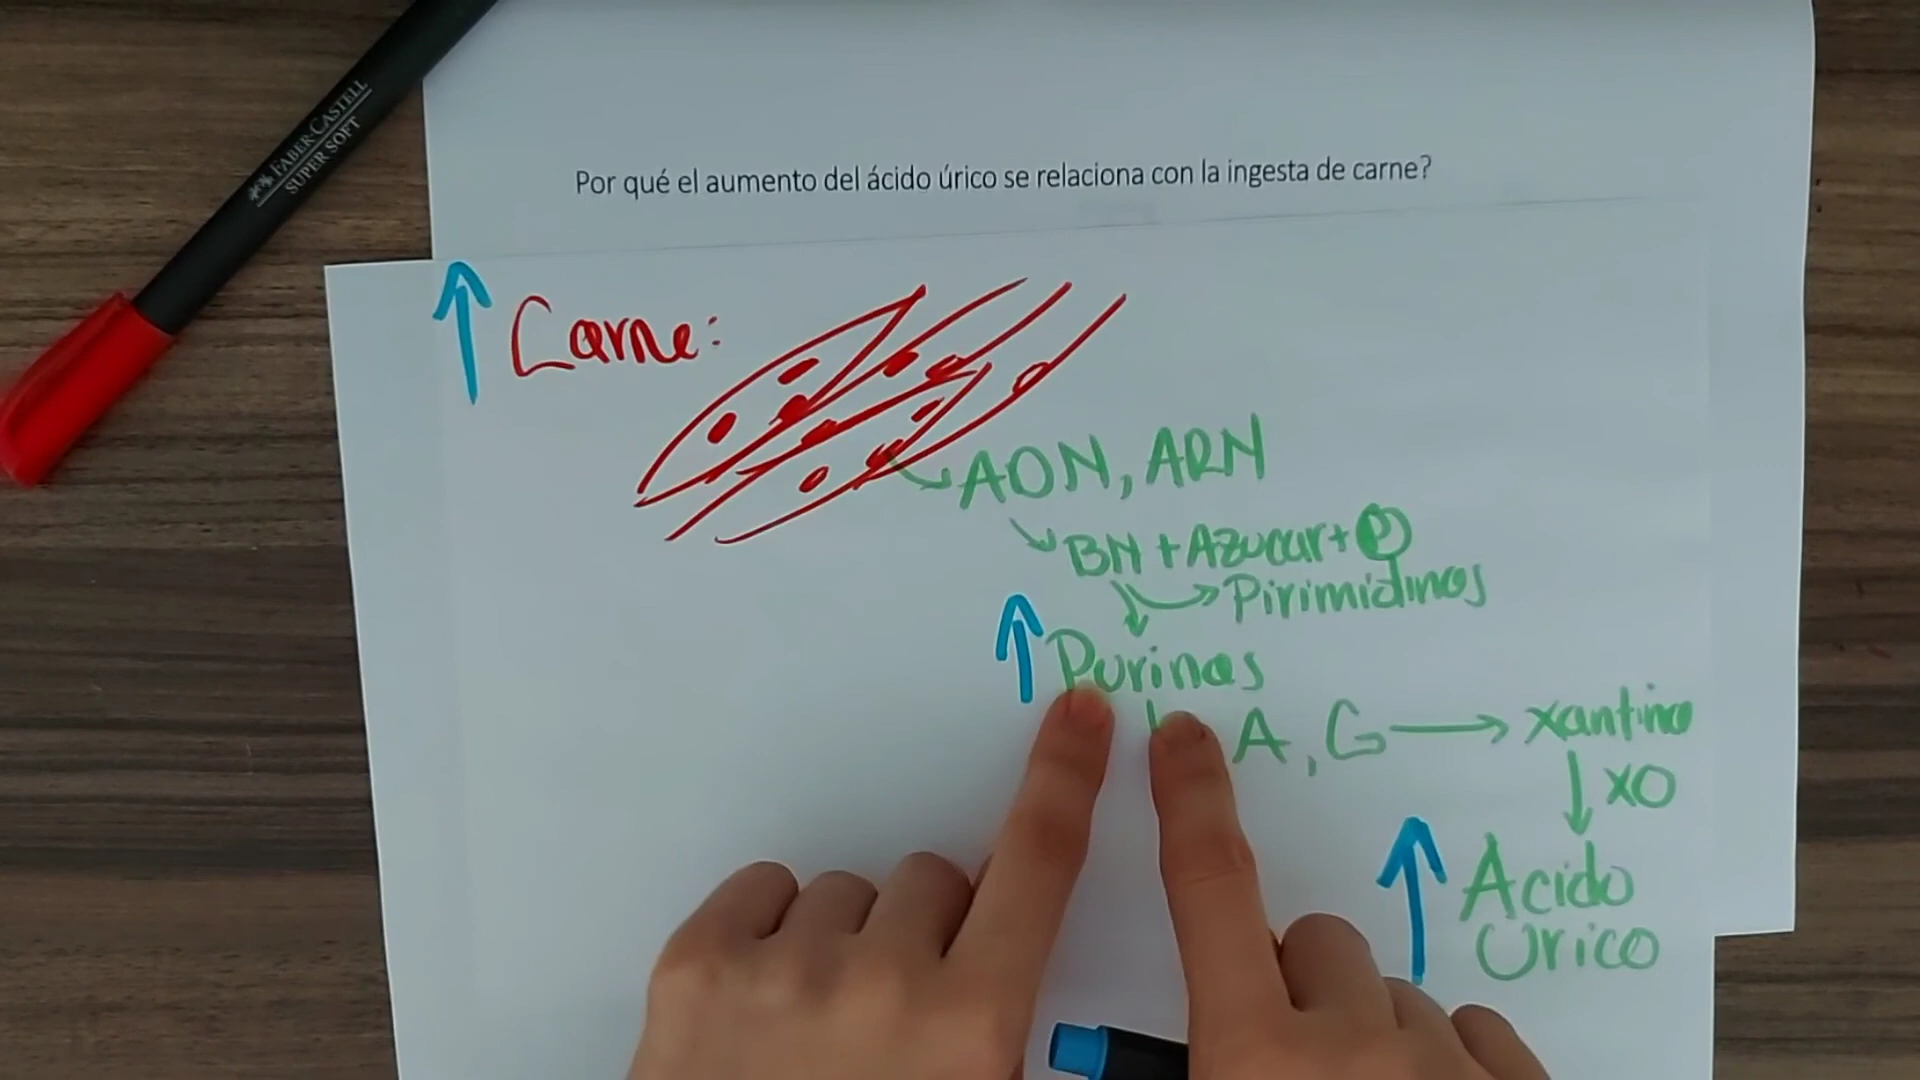 FABER-CASTELL
SUPER SOFT
Por qué el aumento del ácido úrico se relaciona con la ingesta de carne?
Carne:
ADN, ARN
BN + Azucar + P
Pirimidinas
Purinas
A, G → xantina
XO
Acido
Urico